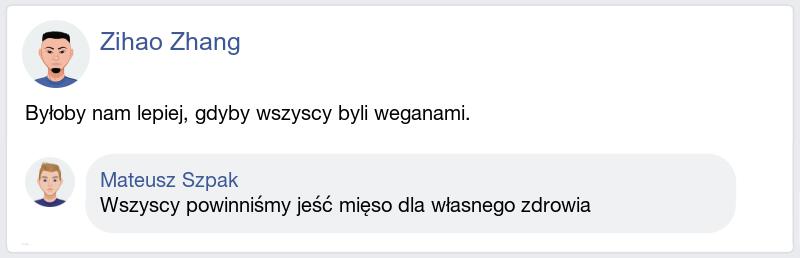 Zihao Zhang
Byłoby nam lepiej, gdyby wszyscy byli weganami.
Mateusz Szpak
Wszyscy powinniśmy jeść mięso dla własnego zdrowia